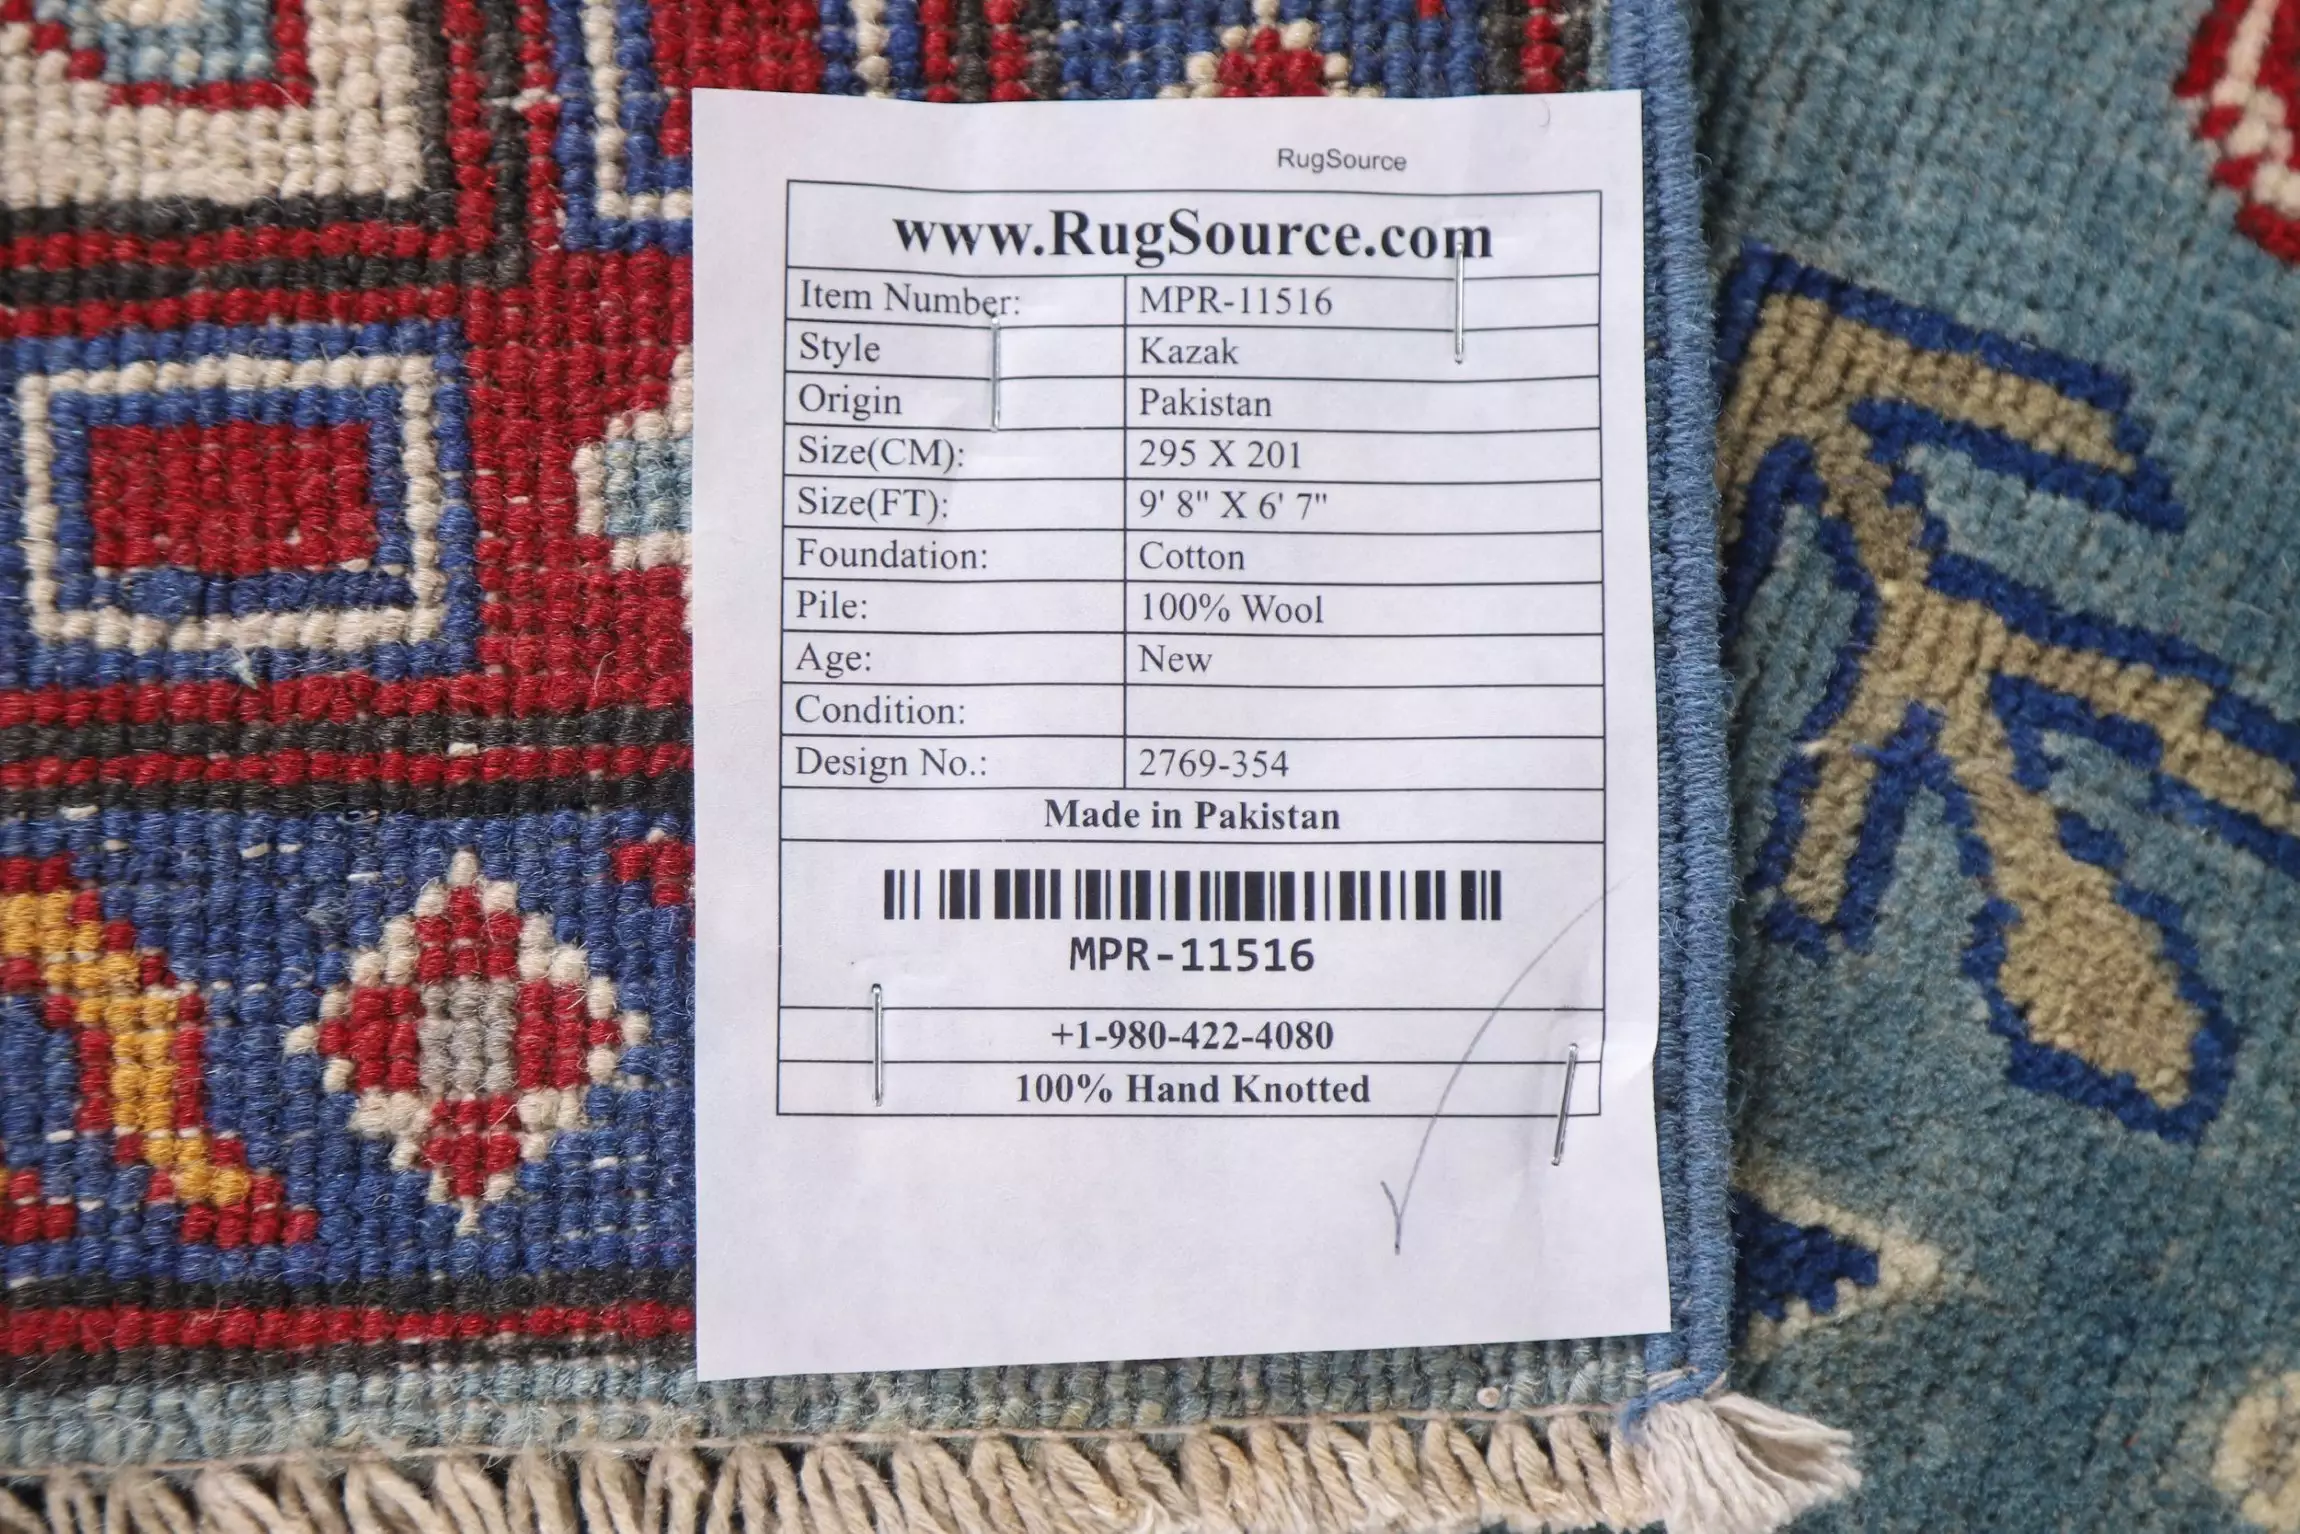 RugSource
www.RugSource.com
Item Number: MPR-11516
Style Kazak
Origin Pakistan
Size(CM): 295 X 201
Size(FT): 9' 8" X 6' 7"
Foundation: Cotton
Pile: 100% Wool
Age: New
Condition:
Design No.: 2769-354
Made in Pakistan
MPR-11516
+1-980-422-4080
100% Hand Knotted